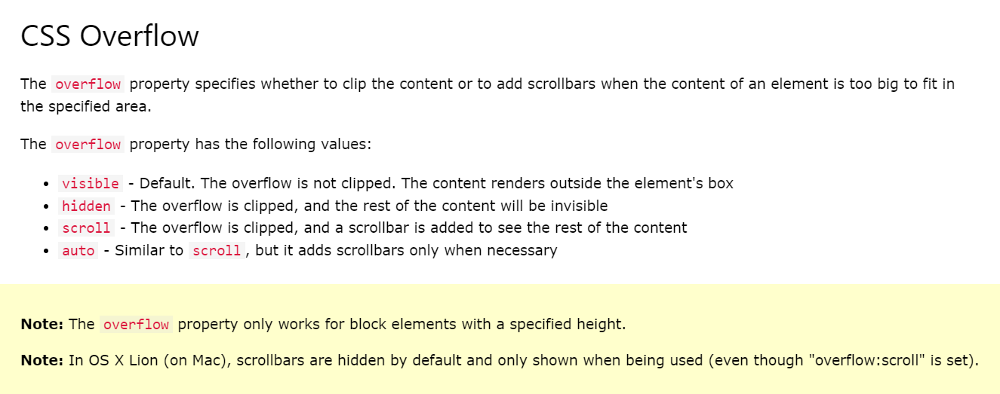 CSS Overflow
The overflow property specifies whether to clip the content or to add scrollbars when the content of an element is too big to fit in
the specified area.
The overflow property has the following values:
• visible - Default. The overflow is not clipped. The content renders outside the element's box
• hidden - The overflow is clipped, and the rest of the content will be invisible
• scroll - The overflow is clipped, and a scrollbar is added to see the rest of the content
• auto - Similar to scroll, but it adds scrollbars only when necessary
Note: The overflow property only works for block elements with a specified height.
Note: In OS X Lion (on Mac), scrollbars are hidden by default and only shown when being used (even though "overflow:scroll" is set).